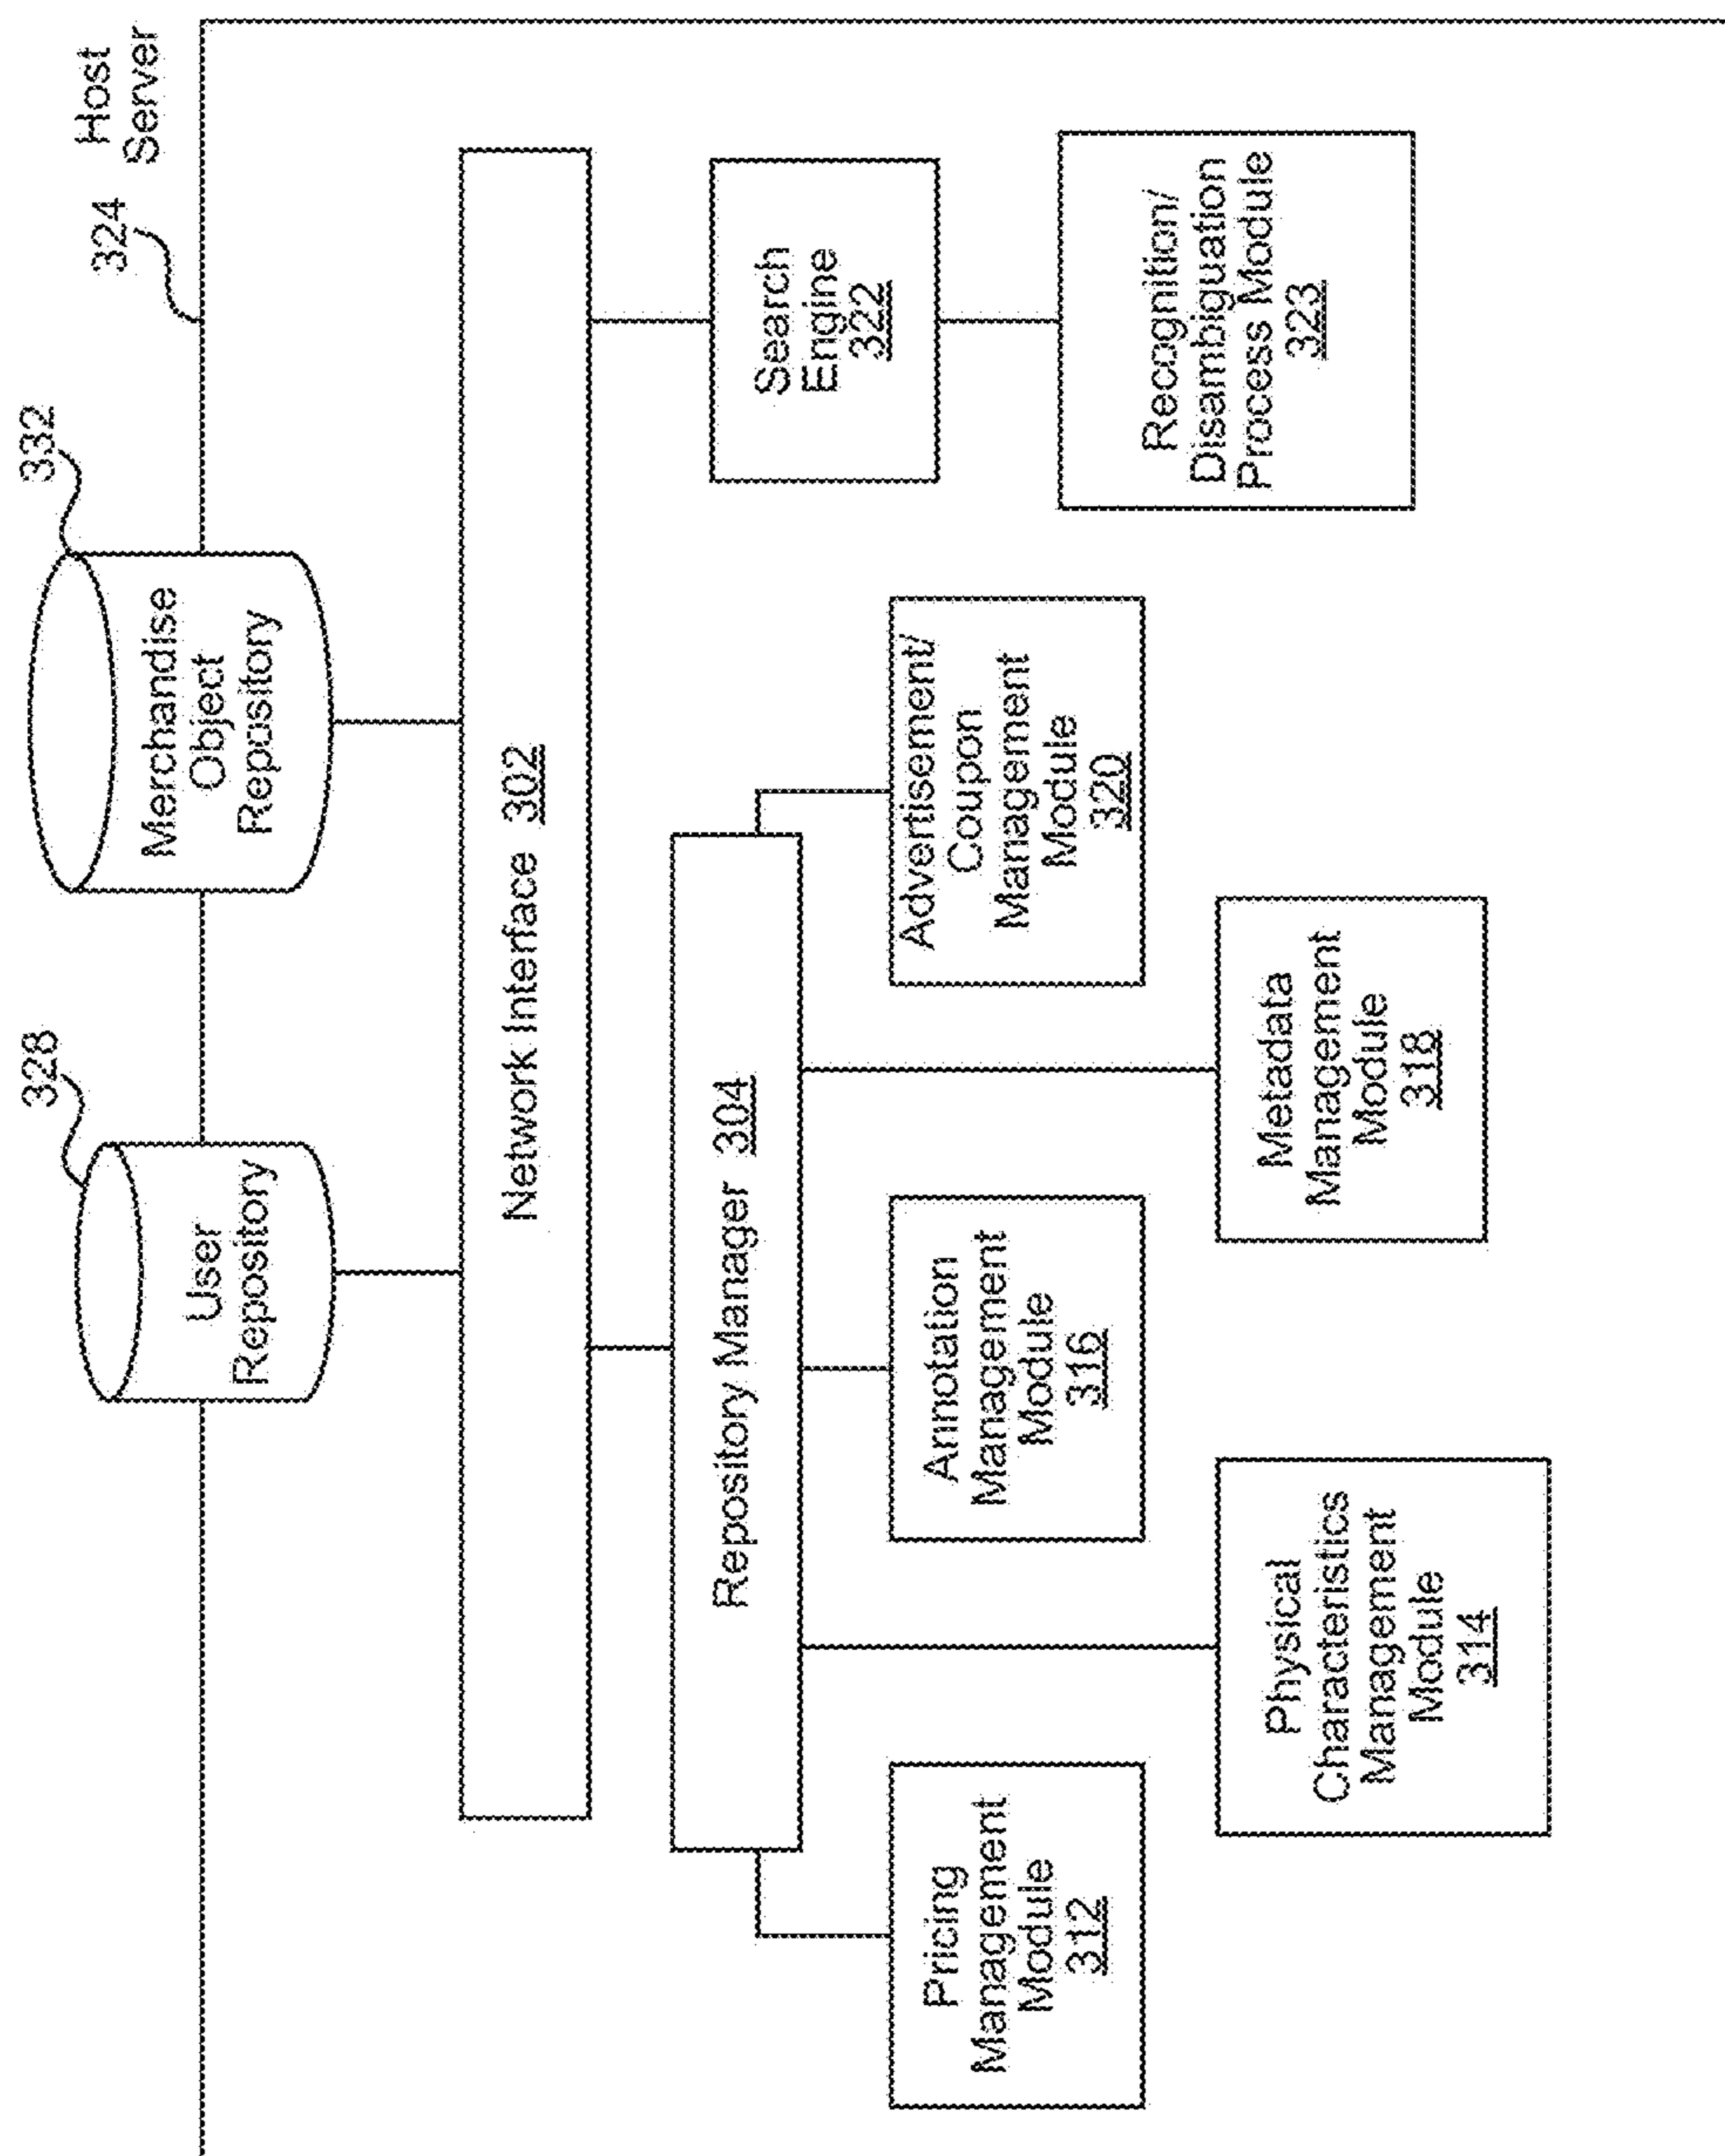 Host
Server
324
332
328
Merchandise
Object
Repository
User
Repository
Network Interface 302
Repository Manager 304
Search
Engine
322
Recognition/
Disambiguation
Process Module
323
Pricing
Management
Module
312
Annotation
Management
Module
316
Advertisement/
Coupon
Management
Module
320
Physical
Characteristics
Management
Module
314
Metadata
Management
Module
318